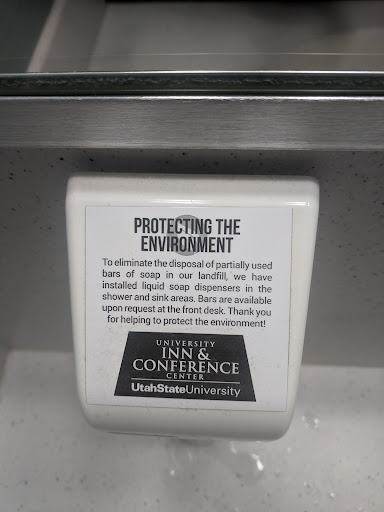 PROTECTING THE
ENVIRONMENT
To eliminate the disposal of partially used
bars of soap in our landfill, we have
installed liquid soap dispensers in the
shower and sink areas. Bars are available
upon request at the front desk. Thank you
for helping to protect the environment!
UNIVERSITY
INN &
CONFERENCE
CENTER
UtahStateUniversity